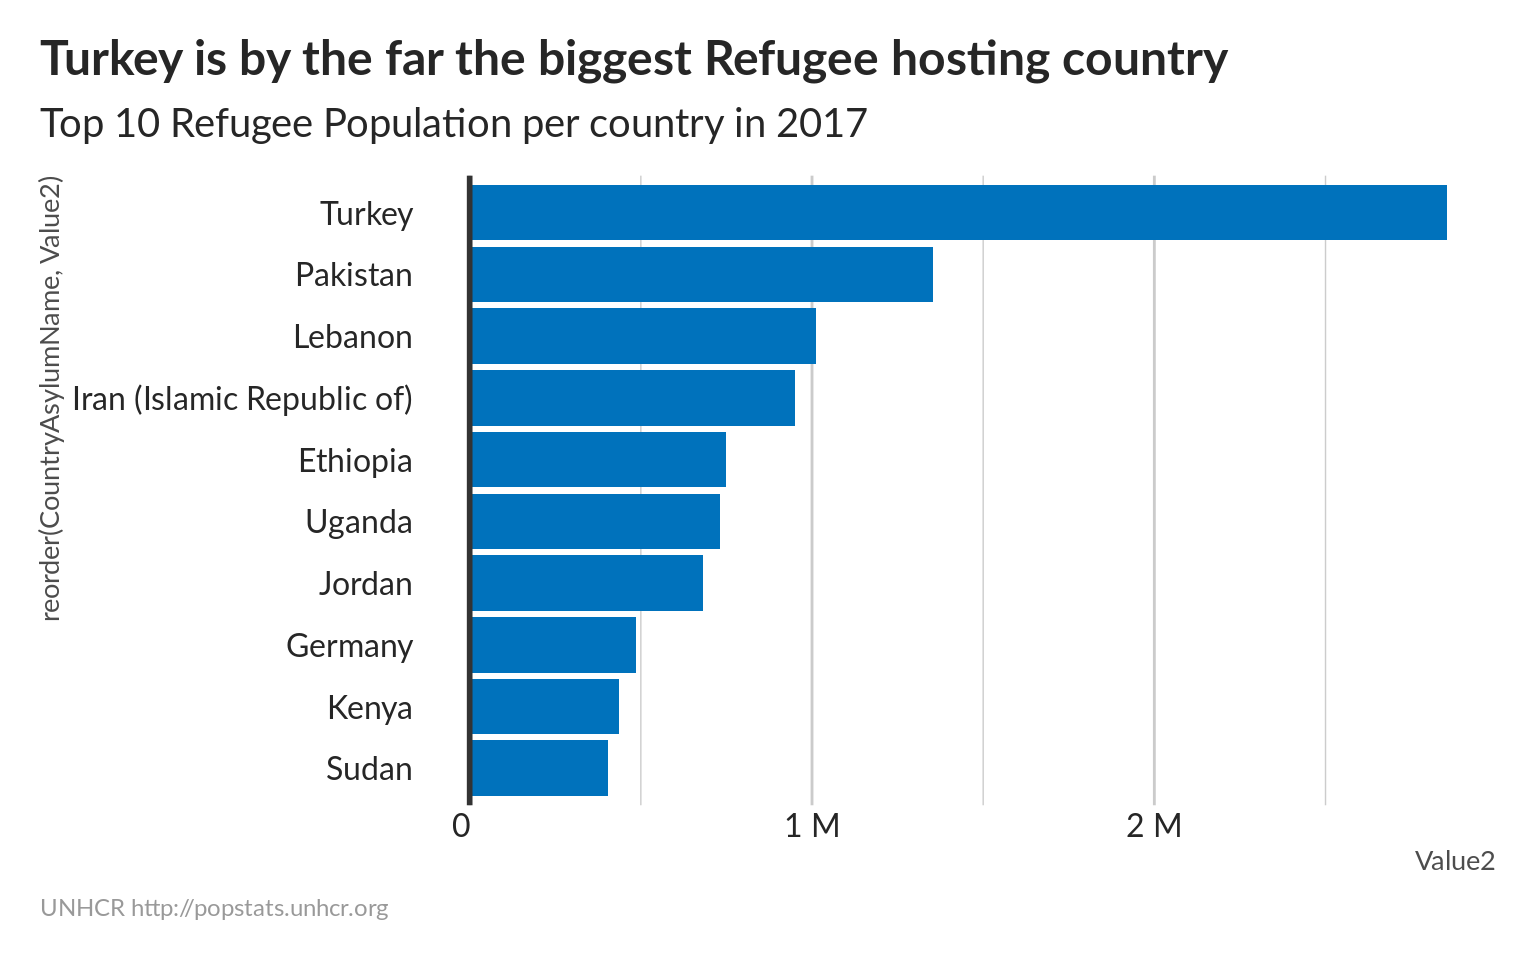 Turkey is by the far the biggest Refugee hosting country
Top 10 Refugee Population per country in 2017
reorder(CountryAsylumName, Value2)
Turkey
Pakistan
Lebanon
Iran (Islamic Republic of)
Ethiopia
Uganda
Jordan
Germany
Kenya
Sudan
0 1 M 2 M
Value2
UNHCR http://popstats.unhcr.org